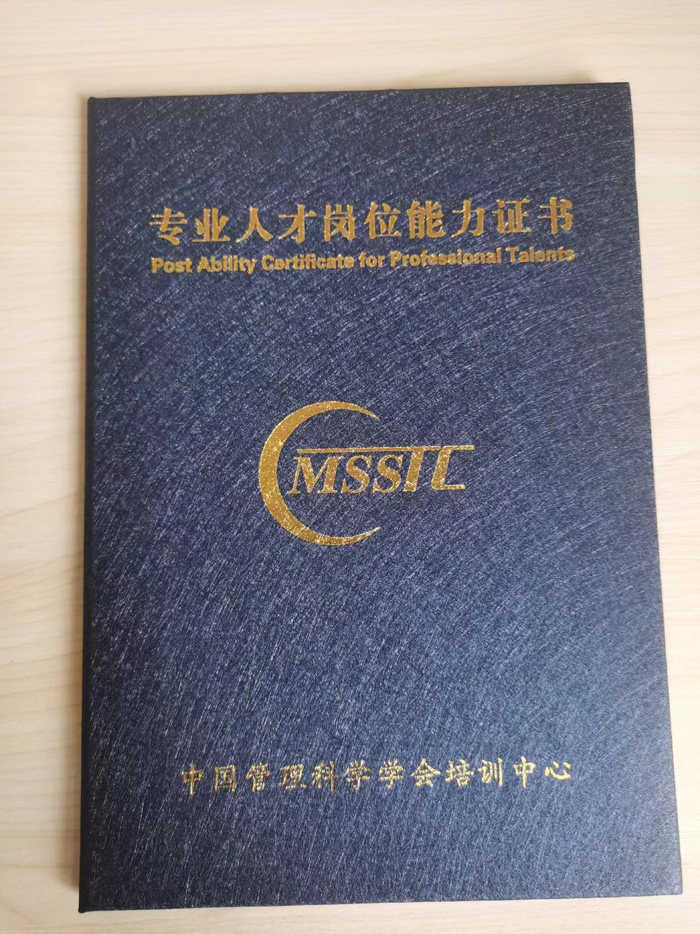 专业人才岗位能力证书
Post Ability Certificate for Professional Talents
CMSSTC
中国管理科学学会培训中心